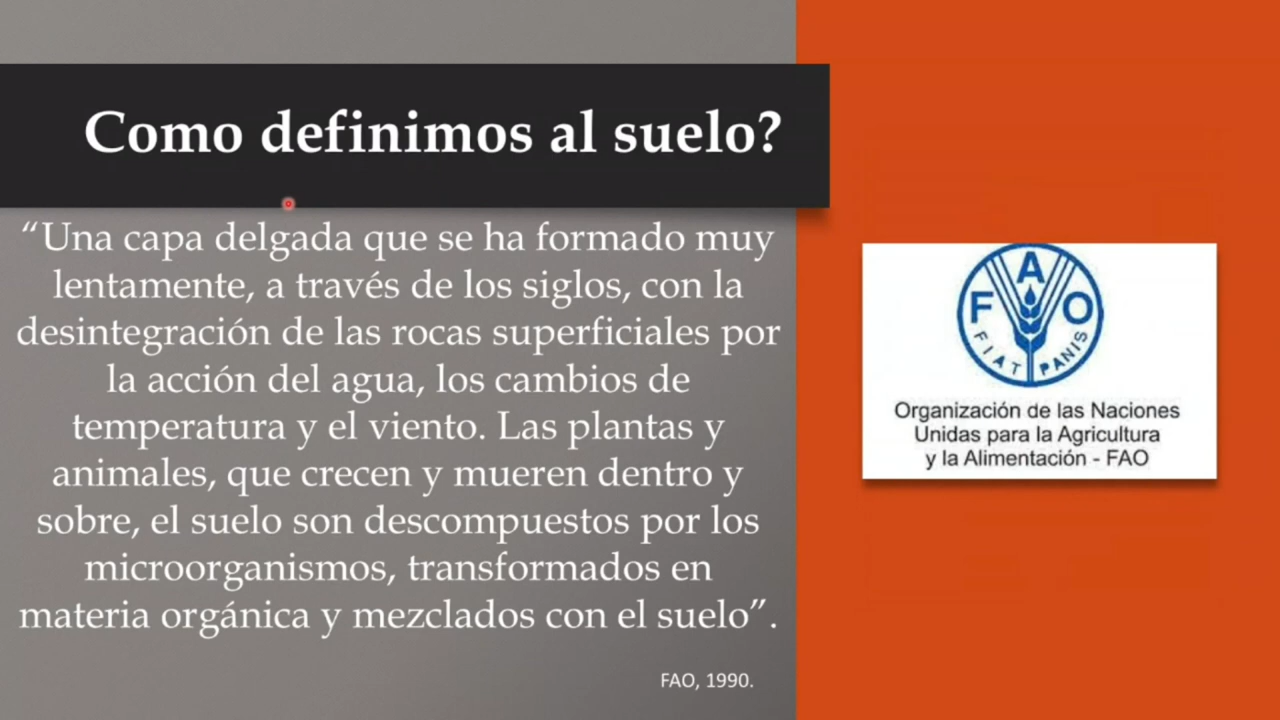 Como definimos al suelo?
“Una capa delgada que se ha formado muy
lentamente, a través de los siglos, con la
desintegración de las rocas superficiales por
la acción del agua, los cambios de
temperatura y el viento. Las plantas y
animales, que crecen y mueren dentro y
sobre, el suelo son descompuestos por los
microorganismos, transformados en
materia orgánica y mezclados con el suelo”.
FAO, 1990.
F A O
FIAT PANIS
Organización de las Naciones
Unidas para la Agricultura
y la Alimentación - FAO